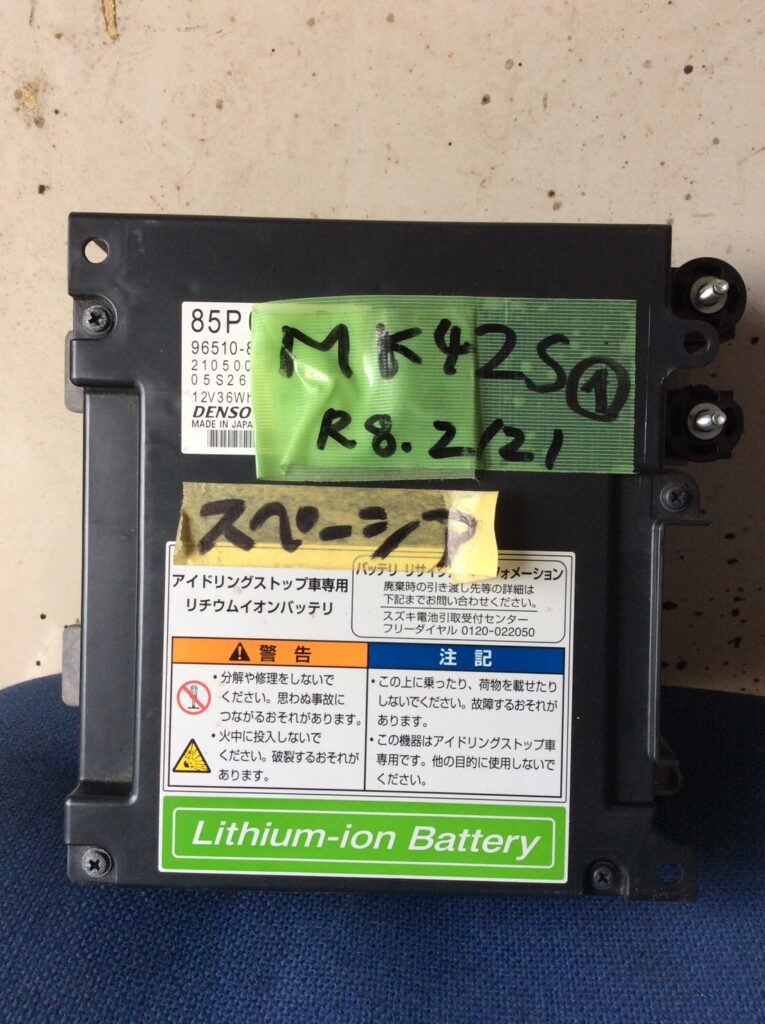 85P
96510-8
210500
05S26
12V36Wh
DENSO
MADE IN JAPA
MK42S①
R8.2/21
スペーシア
アイドリングストップ車専用
リチウムイオンバッテリ
バッテリ リサイ フォメーション
廃棄時の引き渡し先等の詳細は
下記までお問い合わせください。
スズキ電池引取受付センター
フリーダイヤル 0120-022050
警告
・分解や修理をしないで
ください。思わぬ事故に
つながるおそれがあります。
・火中に投入しないで
ください。破裂するおそれが
あります。
注記
・この上に乗ったり、荷物を載せたり
しないでください。故障するおそれが
あります。
・この機器はアイドリングストップ車
専用です。他の目的に使用しないで
ください。
Lithium-ion Battery